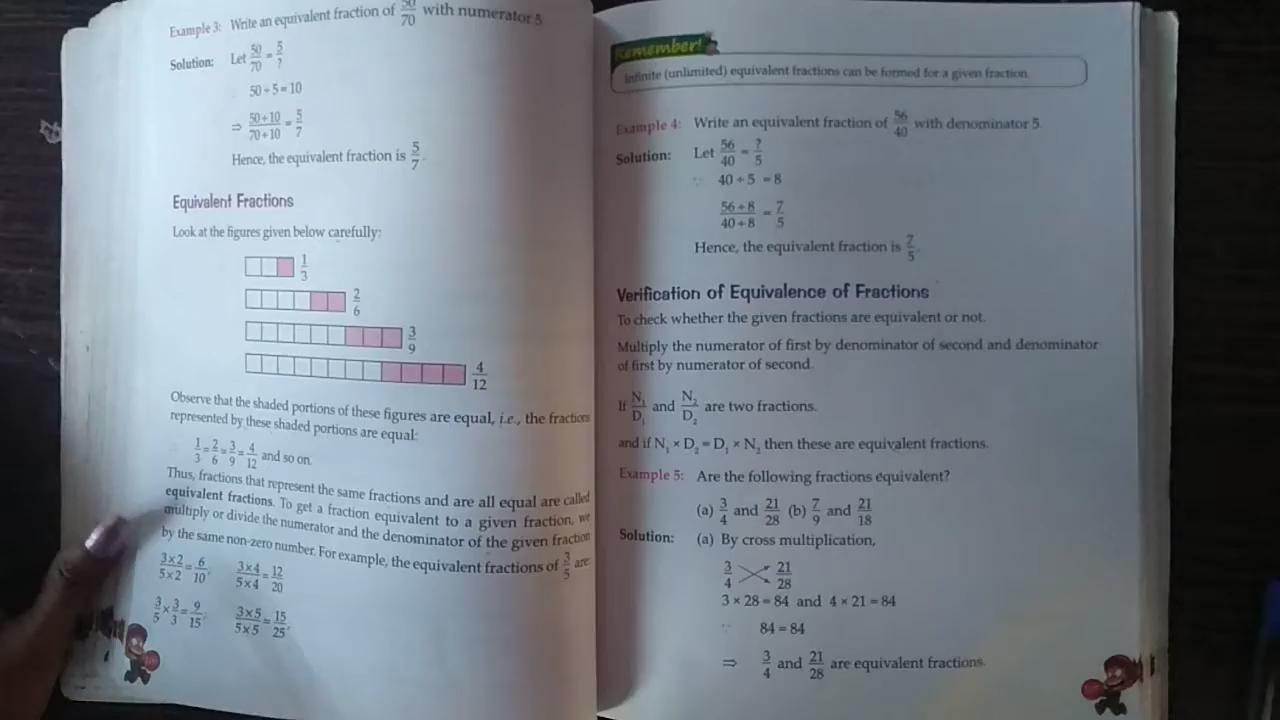 Example 3: Write an equivalent fraction of 50/70 with numerator 5
Solution: Let 50/70 = 5/?
50 ÷ 5 = 10
⇒ 50÷10/70÷10 = 5/7
Hence, the equivalent fraction is 5/7.
Equivalent Fractions
Look at the figures given below carefully:
1/3
2/6
3/9
4/12
Observe that the shaded portions of these figures are equal, i.e., the fractions
represented by these shaded portions are equal:
1/3 = 2/6 = 3/9 = 4/12 and so on.
Thus, fractions that represent the same fractions and are all equal are called
equivalent fractions. To get a fraction equivalent to a given fraction, we
multiply or divide the numerator and the denominator of the given fraction
by the same non-zero number. For example, the equivalent fractions of 3/5 are:
3×2/5×2 = 6/10, 3×4/5×4 = 12/20
3/5 × 3/3 = 9/15, 3×5/5×5 = 15/25,
Remember!
Infinite (unlimited) equivalent fractions can be formed for a given fraction.
Example 4: Write an equivalent fraction of 56/40 with denominator 5.
Solution: Let 56/40 = ?/5
∵ 40 ÷ 5 = 8
56÷8/40÷8 = 7/5
Hence, the equivalent fraction is 7/5.
Verification of Equivalence of Fractions
To check whether the given fractions are equivalent or not.
Multiply the numerator of first by denominator of second and denominator
of first by numerator of second.
If N₁/D₁ and N₂/D₂ are two fractions.
and if N₁ × D₂ = D₁ × N₂ then these are equivalent fractions.
Example 5: Are the following fractions equivalent?
(a) 3/4 and 21/28 (b) 7/9 and 21/18
Solution: (a) By cross multiplication,
3/4 21/28
3 × 28 = 84 and 4 × 21 = 84
∵ 84 = 84
⇒ 3/4 and 21/28 are equivalent fractions.